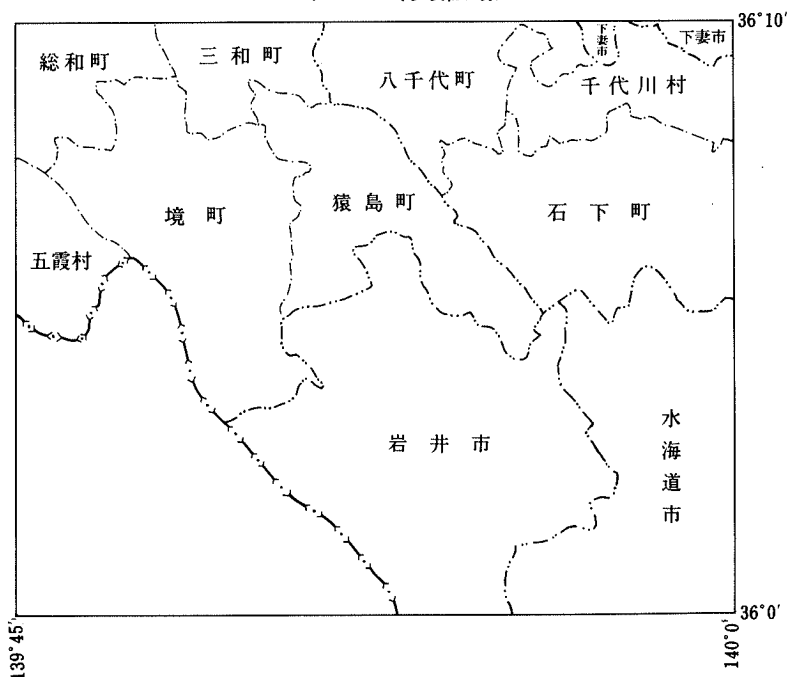 36°10′
下妻市
下妻市
総和町
三和町
八千代町
千代川村
境町
猿島町
石下町
五霞村
岩井市
水海道市
36°0′
139°45′
140°0′